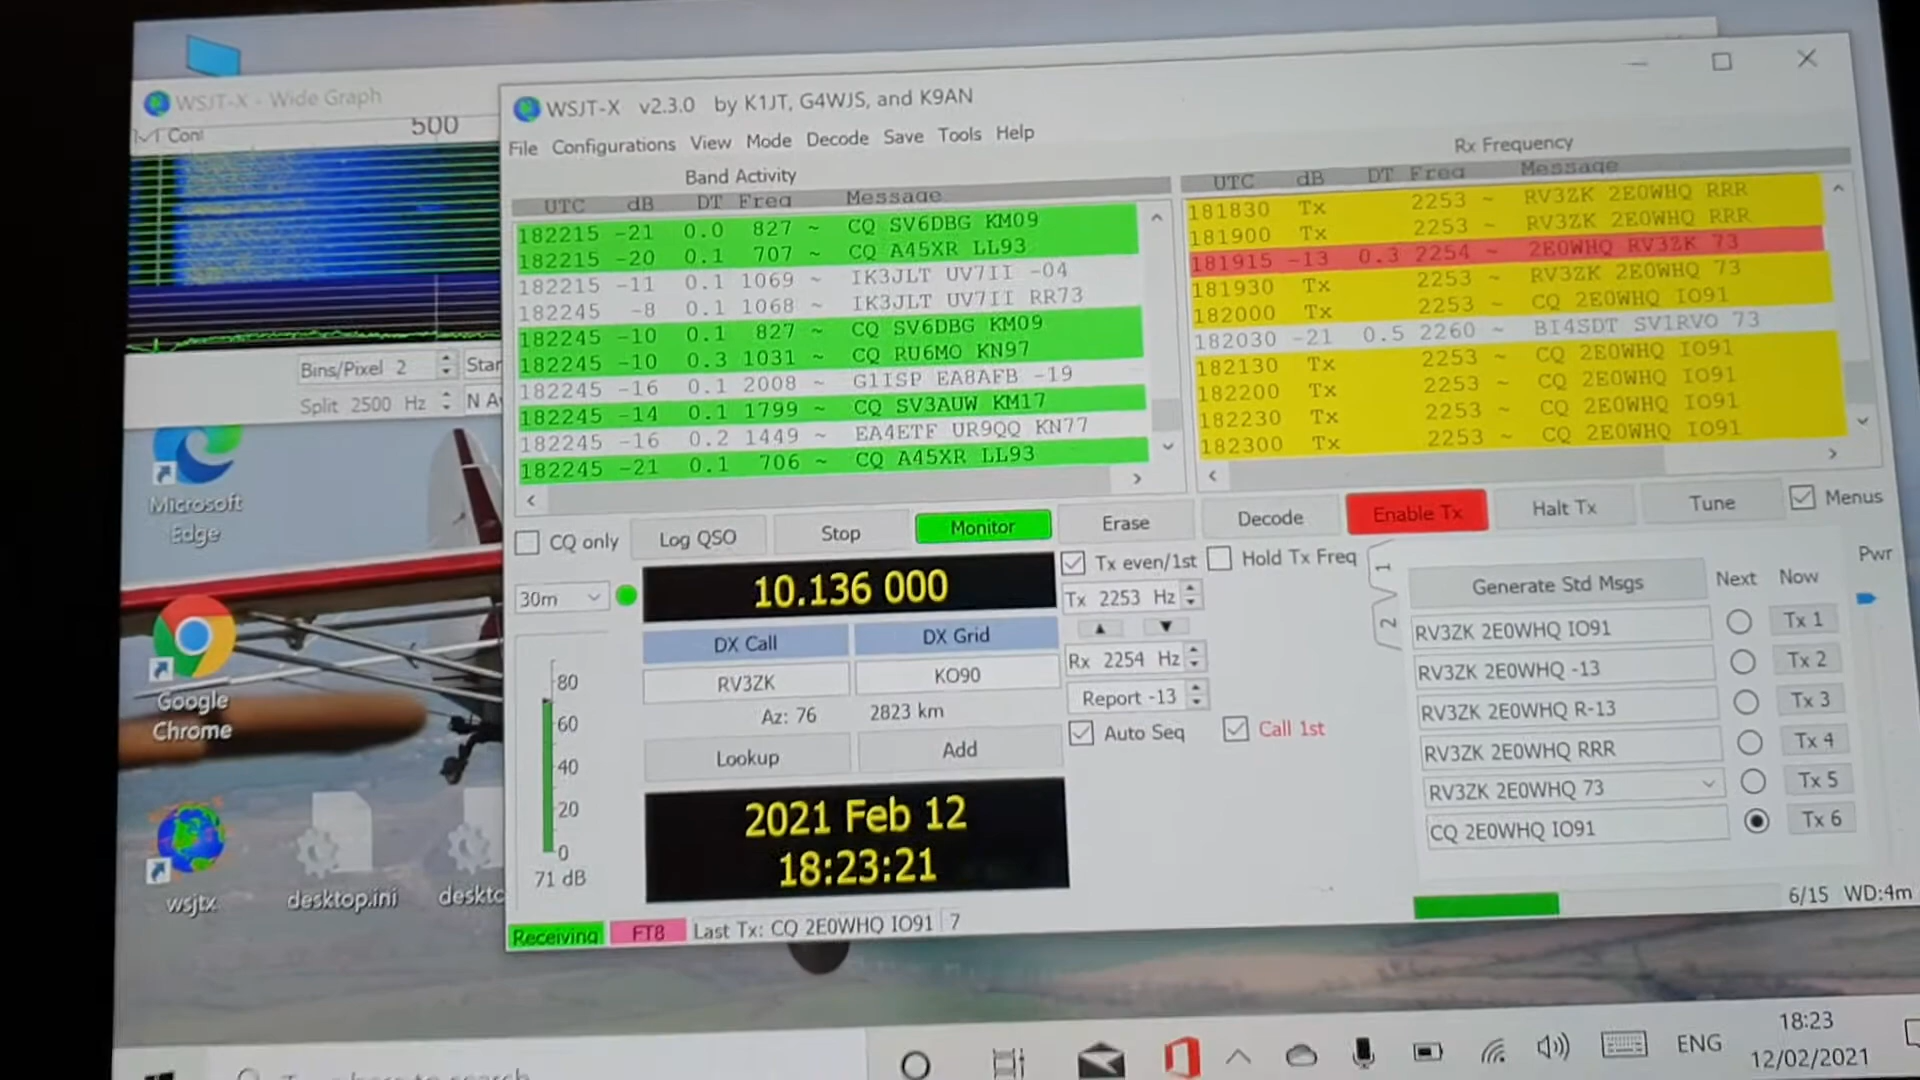 WSJT-X - Wide Graph
500
Bins/Pixel 2
Star
Split 2500 Hz
N Av
Microsoft Edge
Google Chrome
wsjtx
desktop.ini
deskto
WSJT-X v2.3.0 by K1JT, G4WJS, and K9AN
File Configurations View Mode Decode Save Tools Help
Band Activity
UTC dB DT Freq Message
182215 -21 0.0 827 ~ CQ SV6DBG KM09
182215 -20 0.1 707 ~ CQ A45XR LL93
182215 -11 0.1 1069 ~ IK3JLT UV7II -04
182245 -8 0.1 1068 ~ IK3JLT UV7II RR73
182245 -10 0.1 827 ~ CQ SV6DBG KM09
182245 -10 0.3 1031 ~ CQ RU6MO KN97
182245 -16 0.1 2008 ~ G1ISP EA8AFB -19
182245 -14 0.1 1799 ~ CQ SV3AUW KM17
182245 -16 0.2 1449 ~ EA4ETF UR9QQ KN77
182245 -21 0.1 706 ~ CQ A45XR LL93
Rx Frequency
UTC dB DT Freq Message
181830 Tx 2253 ~ RV3ZK 2E0WHQ RRR
181900 Tx 2253 ~ RV3ZK 2E0WHQ RRR
181915 -13 0.3 2254 ~ 2E0WHQ RV3ZK 73
181930 Tx 2253 ~ RV3ZK 2E0WHQ 73
182000 Tx 2253 ~ CQ 2E0WHQ IO91
182030 -21 0.5 2260 ~ BI4SDT SV1RVO 73
182130 Tx 2253 ~ CQ 2E0WHQ IO91
182200 Tx 2253 ~ CQ 2E0WHQ IO91
182230 Tx 2253 ~ CQ 2E0WHQ IO91
182300 Tx 2253 ~ CQ 2E0WHQ IO91
CQ only Log QSO Stop Monitor Erase Decode Enable Tx Halt Tx Tune Menus
30m
10.136 000
DX Call DX Grid
RV3ZK KO90
Az: 76 2823 km
Lookup Add
2021 Feb 12
18:23:21
80
60
40
20
0
71 dB
Tx even/1st Hold Tx Freq
Tx 2253 Hz
Rx 2254 Hz
Report -13
Auto Seq Call 1st
1
2
Generate Std Msgs Next Now Pwr
RV3ZK 2E0WHQ IO91 Tx 1
RV3ZK 2E0WHQ -13 Tx 2
RV3ZK 2E0WHQ R-13 Tx 3
RV3ZK 2E0WHQ RRR Tx 4
RV3ZK 2E0WHQ 73 Tx 5
CQ 2E0WHQ IO91 Tx 6
Receiving FT8 Last Tx: CQ 2E0WHQ IO91 7
6/15 WD:4m
ENG
18:23
12/02/2021